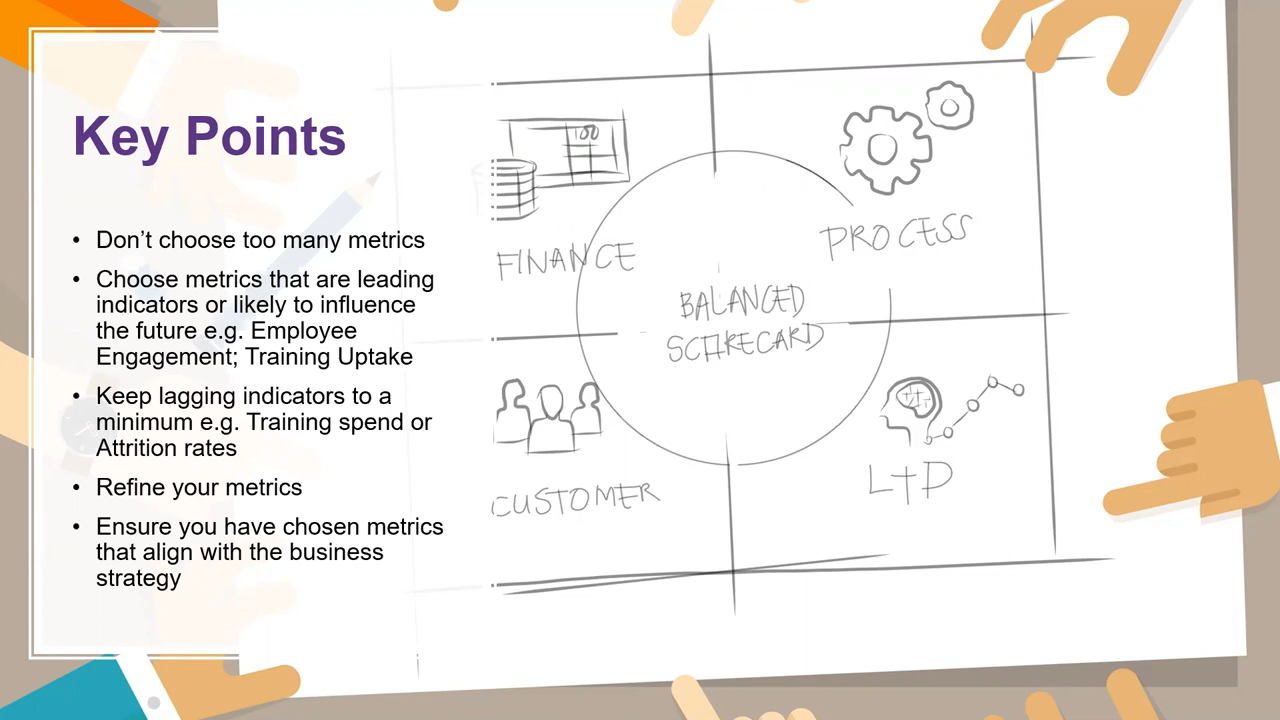 Key Points
• Don’t choose too many metrics
• Choose metrics that are leading
indicators or likely to influence
the future e.g. Employee
Engagement; Training Uptake
• Keep lagging indicators to a
minimum e.g. Training spend or
Attrition rates
• Refine your metrics
• Ensure you have chosen metrics
that align with the business
strategy
FINANCE
PROCESS
BALANCED
SCORECARD
CUSTOMER
L+D